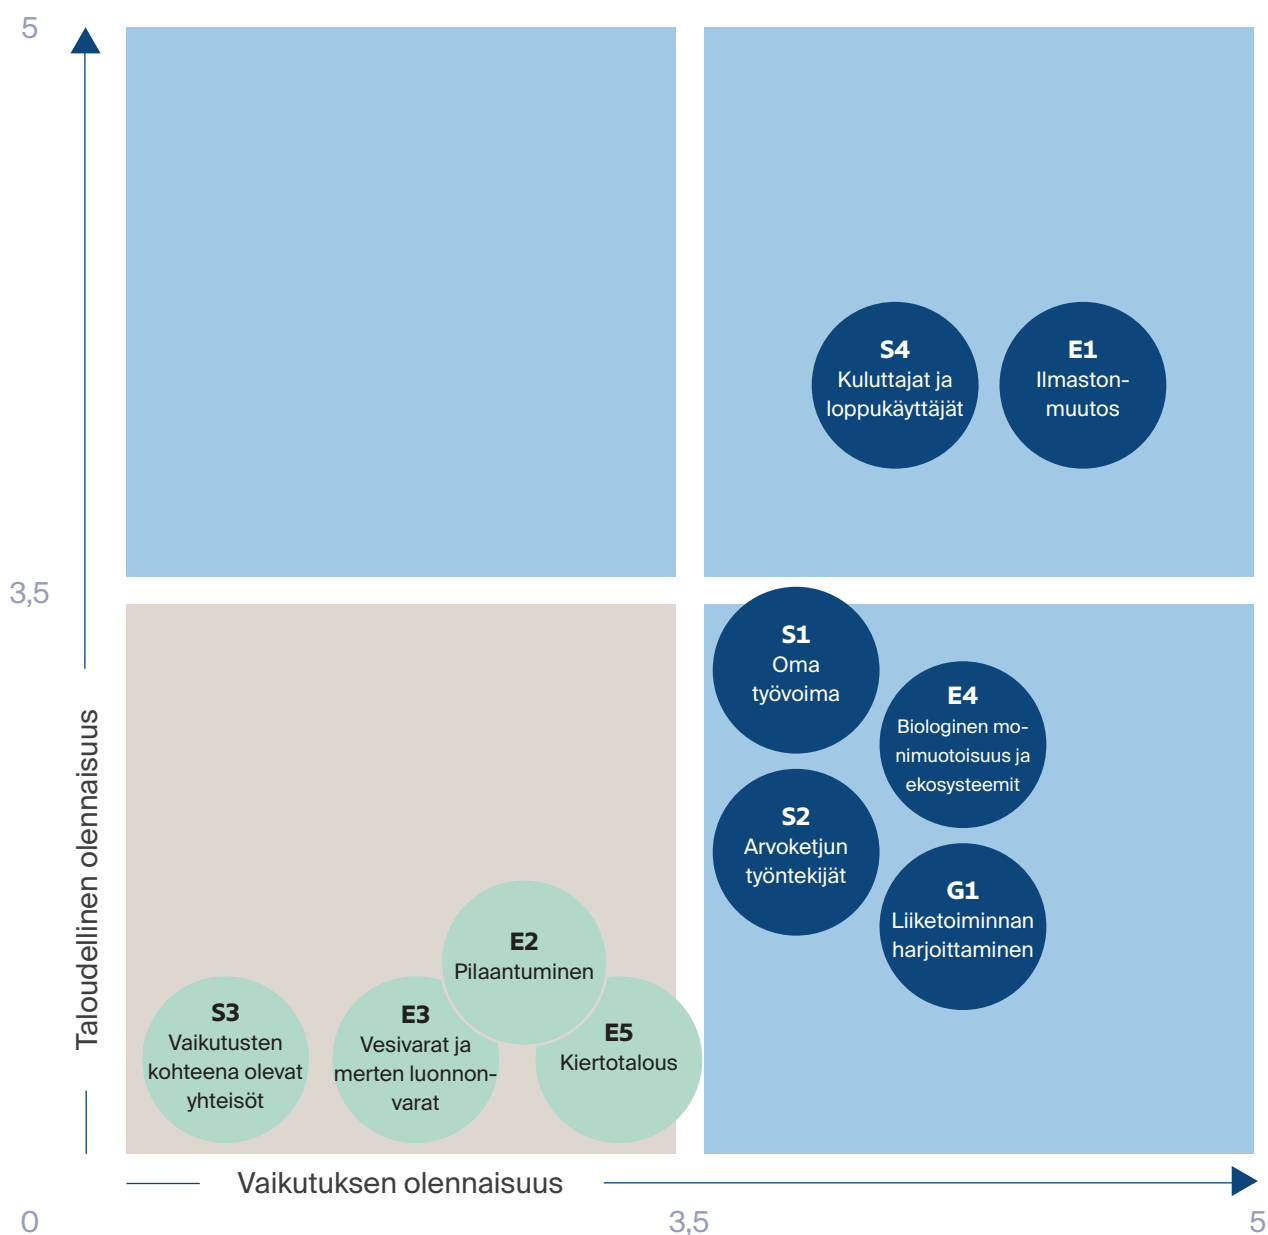 5
S4
Kuluttajat ja
loppukäyttäjät
E1
Ilmaston-
muutos
3,5
S1
Oma
työvoima
E4
Biologinen mo-
nimuotoisuus ja
ekosysteemit
S2
Arvoketjun
työntekijät
G1
Liiketoiminnan
harjoittaminen
Taloudellinen olennaisuus
E2
Pilaantuminen
S3
Vaikutusten
kohteena olevat
yhteisöt
E3
Vesivarat ja
merten luonnon-
varat
E5
Kiertotalous
Vaikutuksen olennaisuus
0
3,5
5